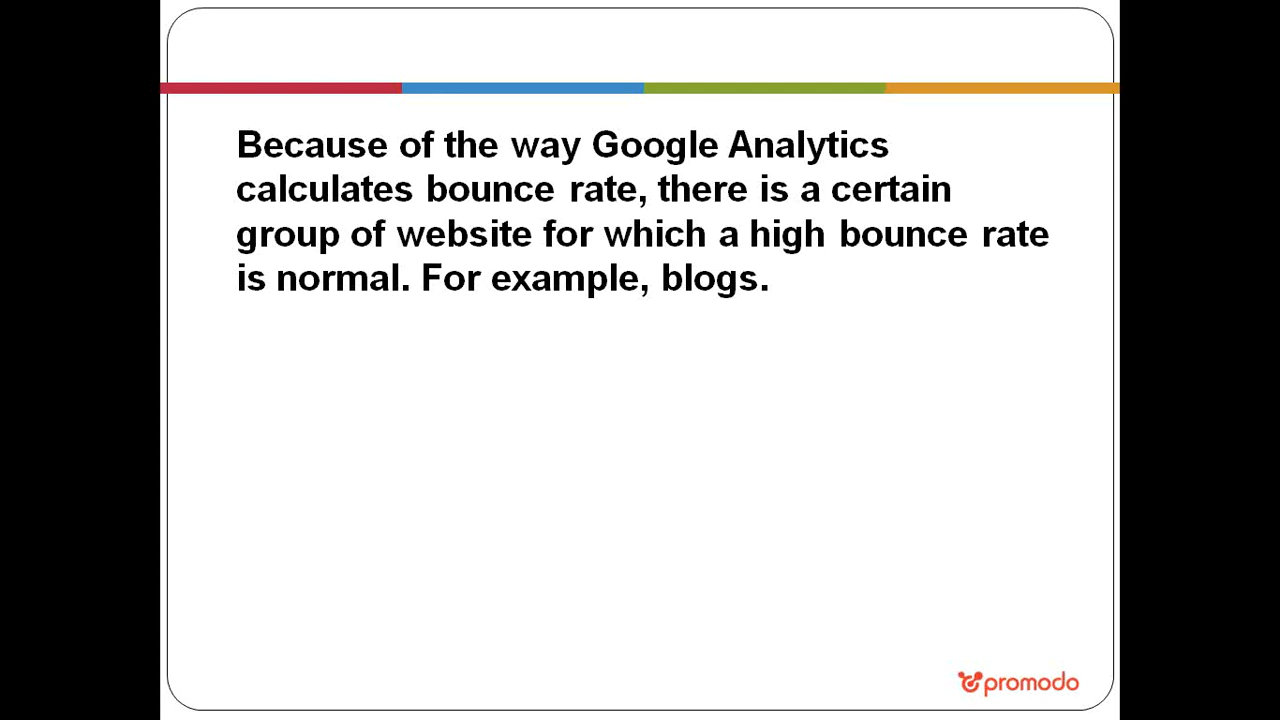 Because of the way Google Analytics
calculates bounce rate, there is a certain
group of website for which a high bounce rate
is normal. For example, blogs.
promodo